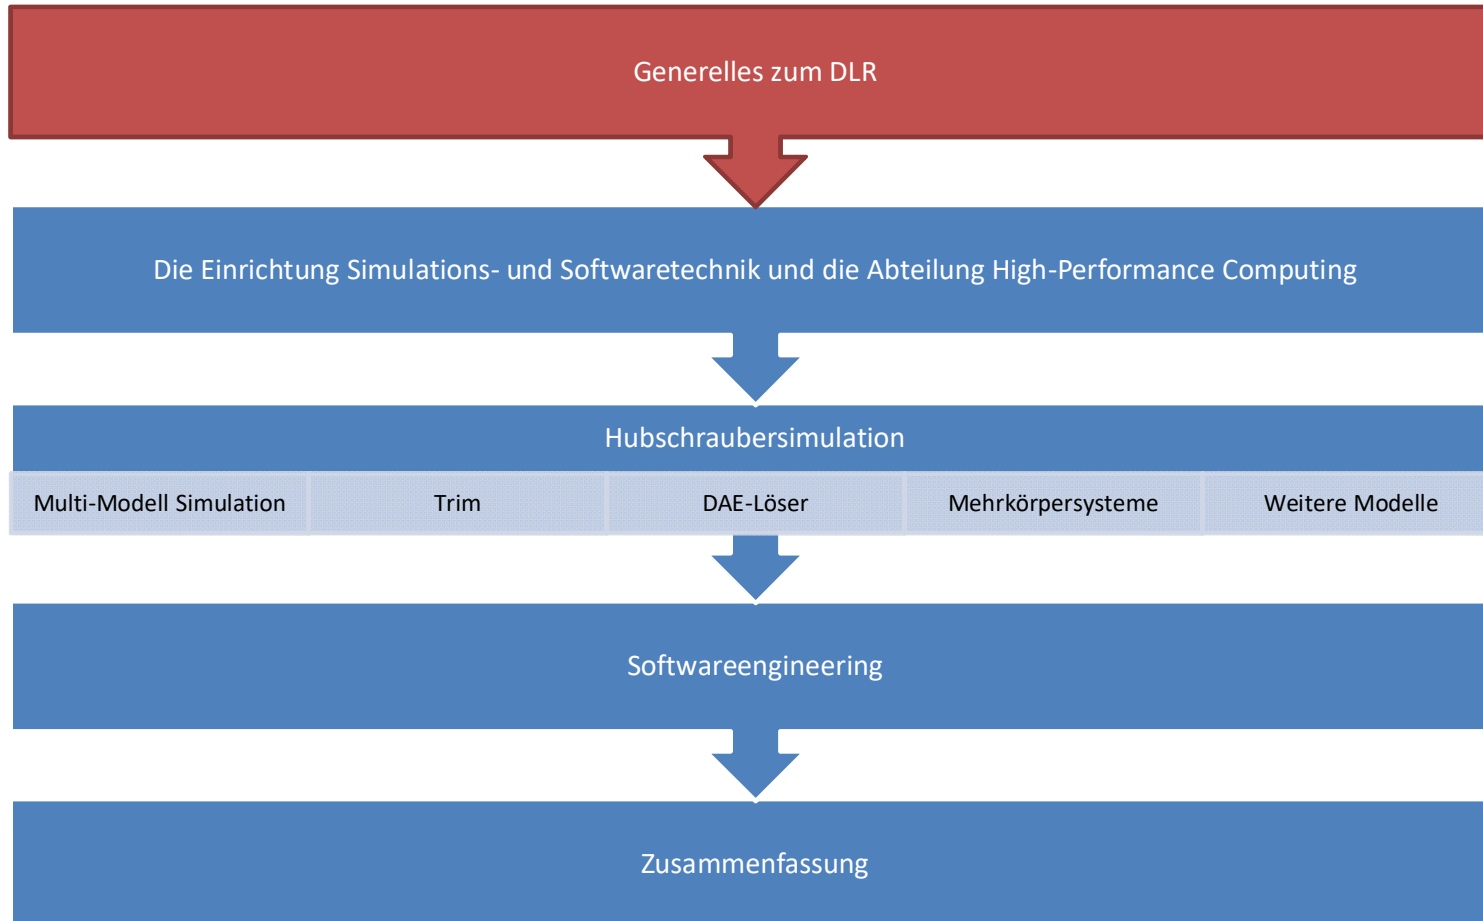 Generelles zum DLR
Die Einrichtung Simulations- und Softwaretechnik und die Abteilung High-Performance Computing
Hubschraubersimulation
Multi-Modell Simulation
Trim
DAE-Löser
Mehrkörpersysteme
Weitere Modelle
Softwareengineering
Zusammenfassung